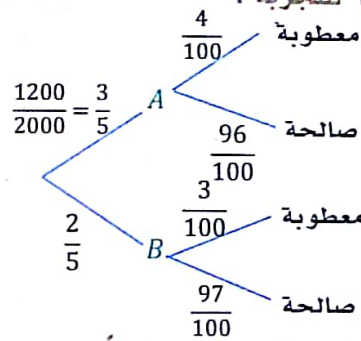 4/100 معطوبة
1200/2000 = 3/5 A
96/100 صالحة
3/100 معطوبة
2/5 B
97/100 صالحة